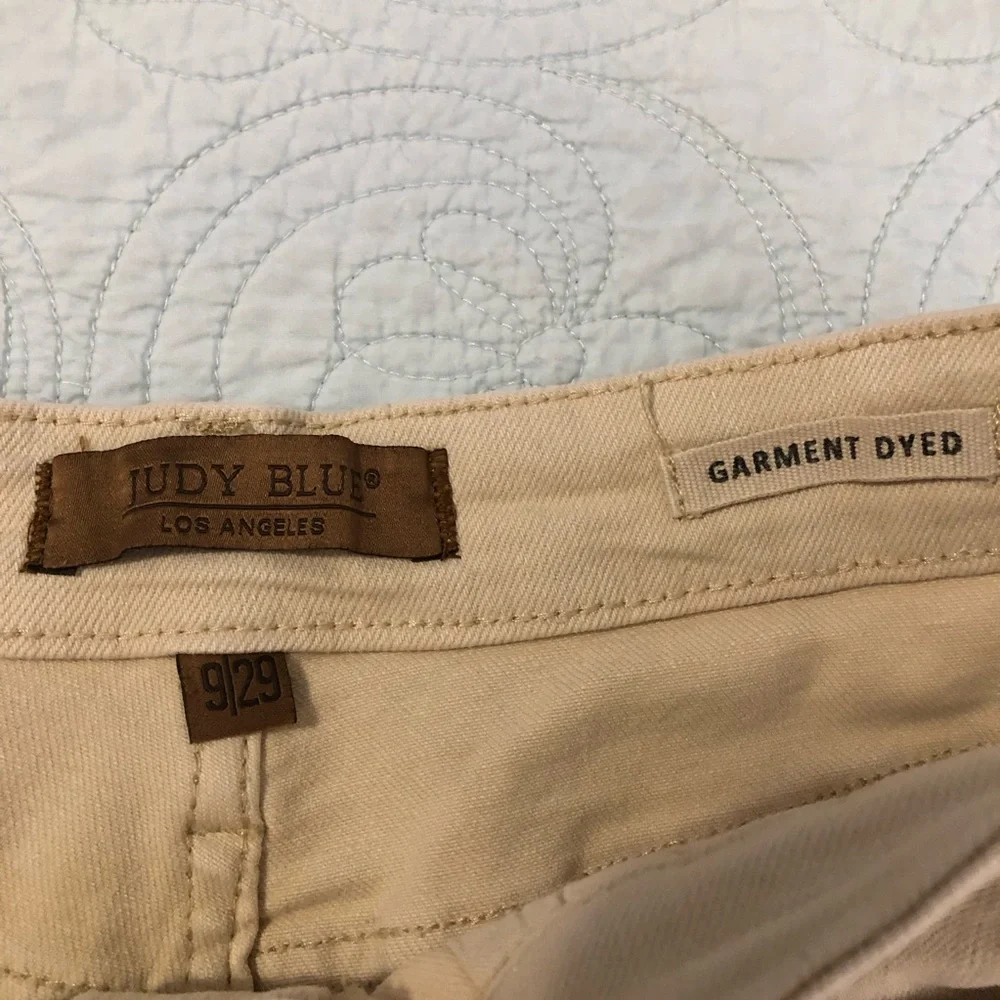 JUDY BLUE®
LOS ANGELES
GARMENT DYED
9|29